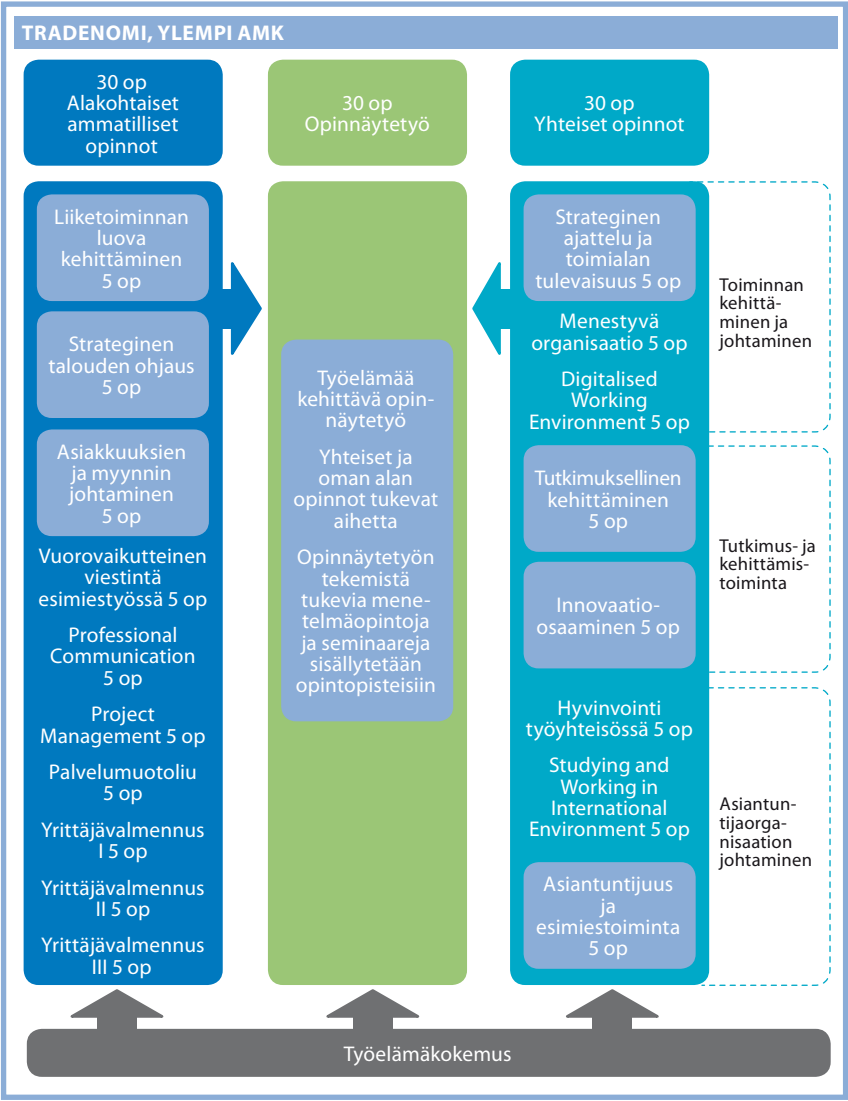 TRADENOMI, YLEMPI AMK
30 op
Alakohtaiset
ammatilliset
opinnot
30 op
Opinnäytetyö
30 op
Yhteiset opinnot
Liiketoiminnan
luova
kehittäminen
5 op
Strateginen
talouden ohjaus
5 op
Asiakkuuksien
ja myynnin
johtaminen
5 op
Vuorovaikutteinen
viestintä
esimiestyössä 5 op
Professional
Communication
5 op
Project
Management 5 op
Palvelumuotoliu
5 op
Yrittäjävalmennus
I 5 op
Yrittäjävalmennus
II 5 op
Yrittäjävalmennus
III 5 op
Työelämää
kehittävä opin-
näytetyö
Yhteiset ja
oman alan
opinnot tukevat
aihetta
Opinnäytetyön
tekemistä
tukevia mene-
telmäopintoja
ja seminaareja
sisällytetään
opintopisteisiin
Strateginen
ajattelu ja
toimialan
tulevaisuus 5 op
Menestyvä
organisaatio 5 op
Digitalised
Working
Environment 5 op
Tutkimuksellinen
kehittäminen
5 op
Innovaatio-
osaaminen 5 op
Hyvinvointi
työyhteisössä 5 op
Studying and
Working in
International
Environment 5 op
Asiantuntijuus
ja
esimiestoiminta
5 op
Toiminnan
kehittä-
minen ja
johtaminen
Tutkimus- ja
kehittämis-
toiminta
Asiantun-
tijaorga-
nisaation
johtaminen
Työelämäkokemus